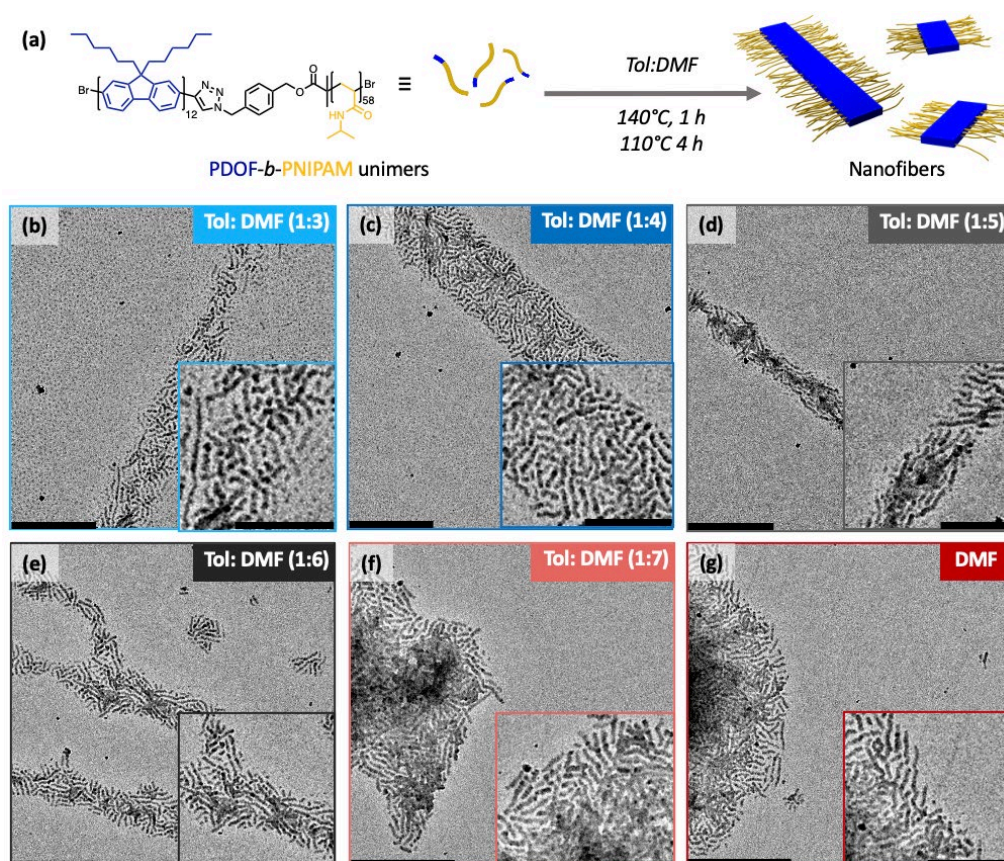 (a)
Br
12
N
N
N
O
O
O
Br
58
HN
O
≡
Tol:DMF
140°C, 1 h
110°C 4 h
PDOF-b-PNIPAM unimers
Nanofibers
(b)
Tol: DMF (1:3)
(c)
Tol: DMF (1:4)
(d)
Tol: DMF (1:5)
(e)
Tol: DMF (1:6)
(f)
Tol: DMF (1:7)
(g)
DMF